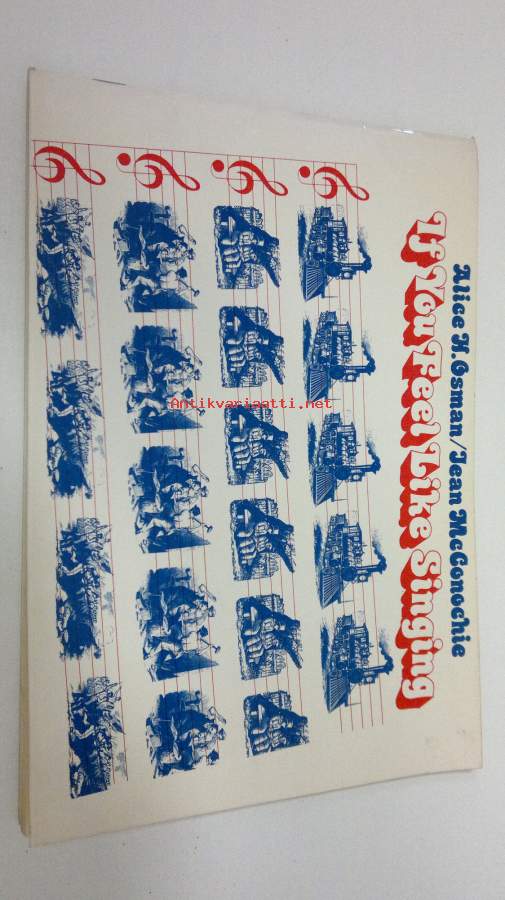 Alice H. Osman/Jean McConochie
If You Feel Like Singing
Antikvariaatti.net